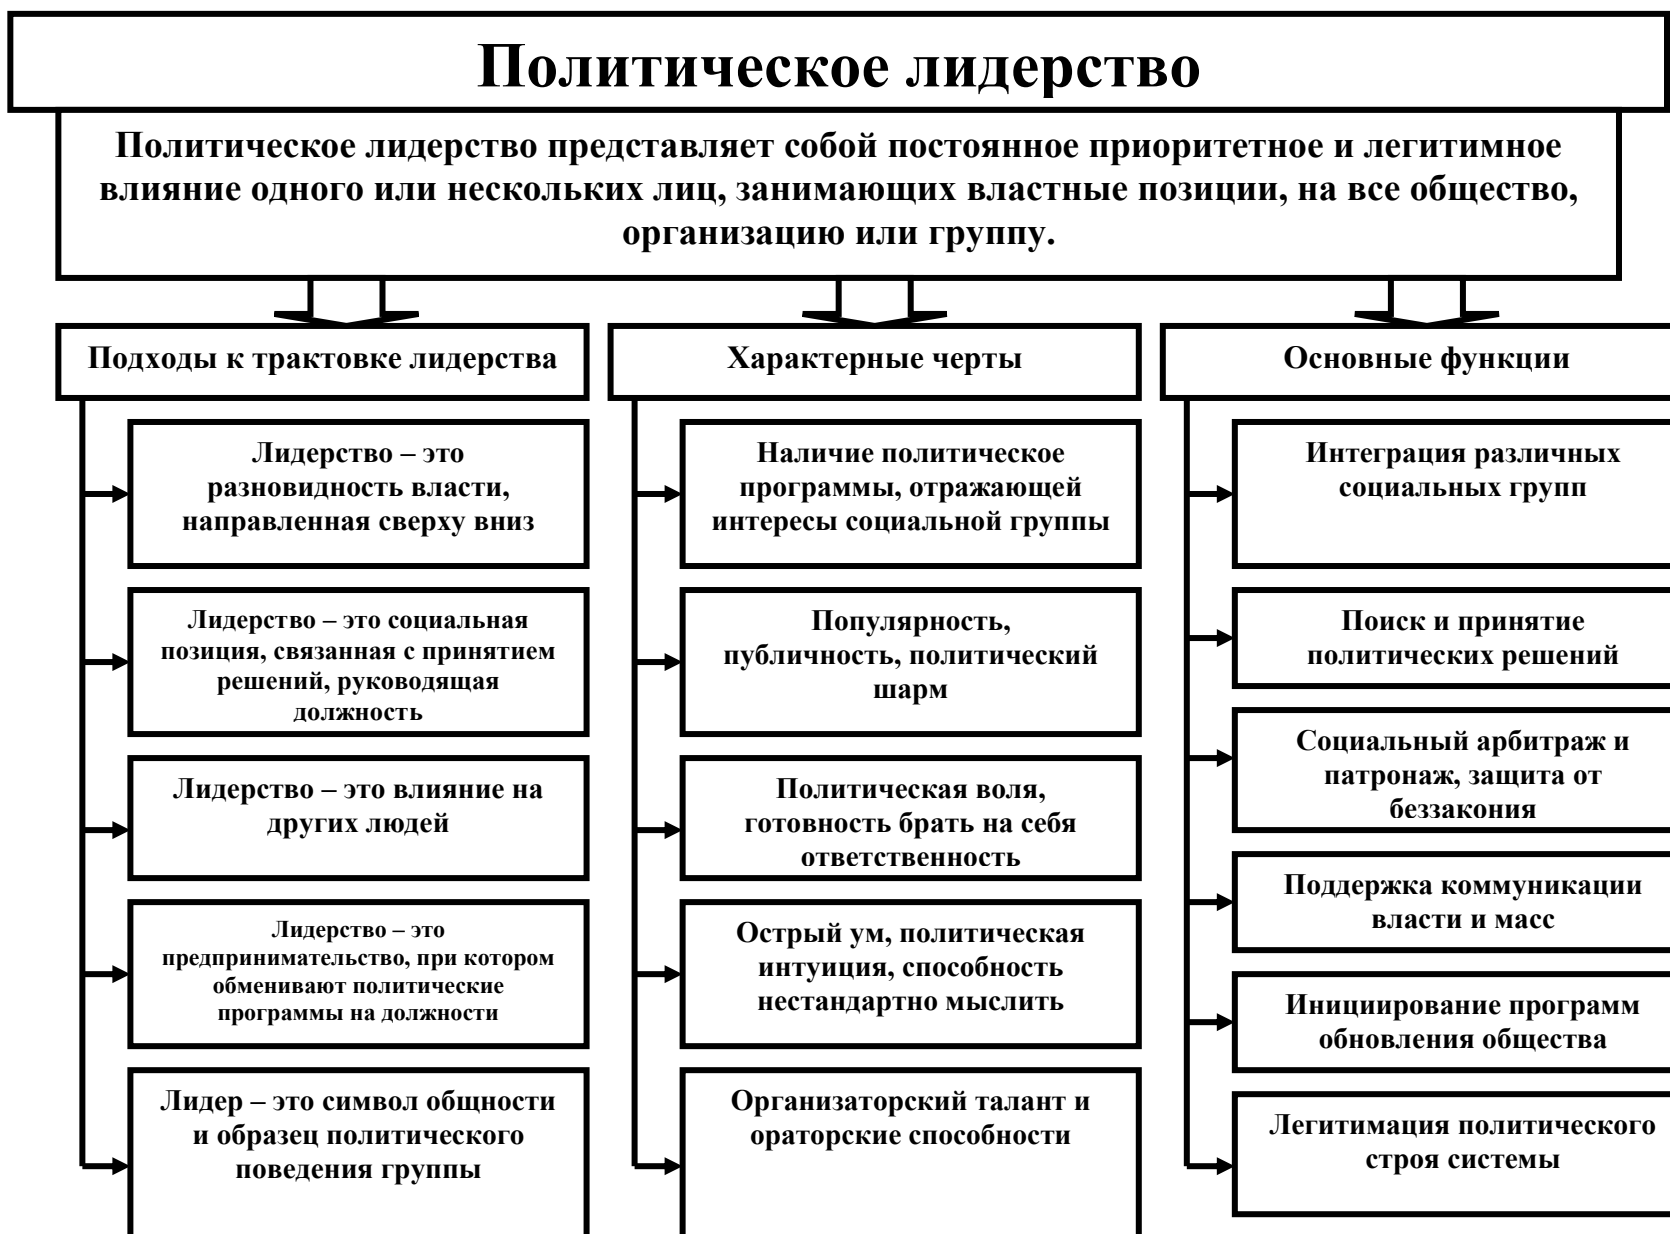 Политическое лидерство
Политическое лидерство представляет собой постоянное приоритетное и легитимное
влияние одного или нескольких лиц, занимающих властные позиции, на все общество,
организацию или группу.
Подходы к трактовке лидерства
Лидерство – это
разновидность власти,
направленная сверху вниз
Лидерство – это социальная
позиция, связанная с принятием
решений, руководящая
должность
Лидерство – это влияние на
других людей
Лидерство – это
предпринимательство, при котором
обменивают политические
программы на должности
Лидер – это символ общности
и образец политического
поведения группы
Характерные черты
Наличие политическое
программы, отражающей
интересы социальной группы
Популярность,
публичность, политический
шарм
Политическая воля,
готовность брать на себя
ответственность
Острый ум, политическая
интуиция, способность
нестандартно мыслить
Организаторский талант и
ораторские способности
Основные функции
Интеграция различных
социальных групп
Поиск и принятие
политических решений
Социальный арбитраж и
патронаж, защита от
беззакония
Поддержка коммуникации
власти и масс
Инициирование программ
обновления общества
Легитимация политического
строя системы